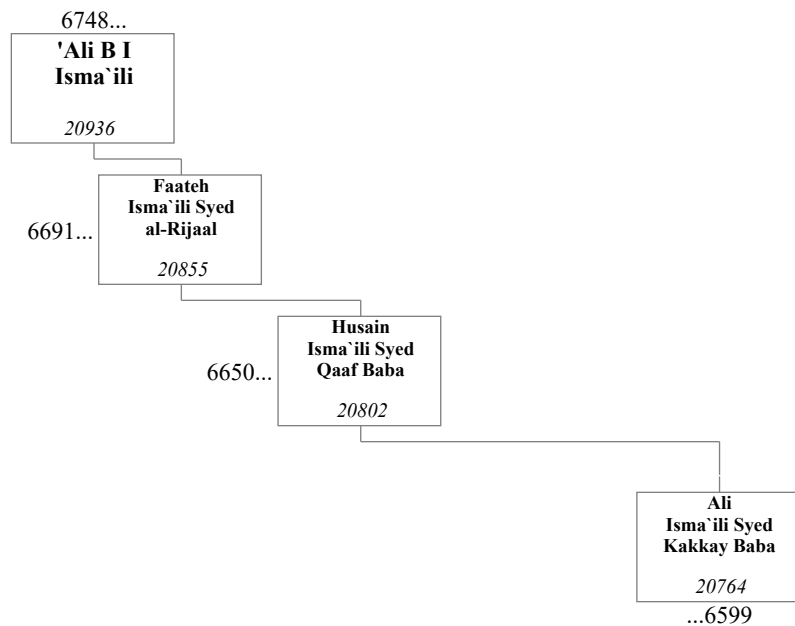 6748...
'Ali B I
Isma`ili
20936
Faateh
Isma`ili Syed
al-Rijaal
6691...
20855
Husain
Isma`ili Syed
Qaaf Baba
6650...
20802
Ali
Isma`ili Syed
Kakkay Baba
20764
...6599